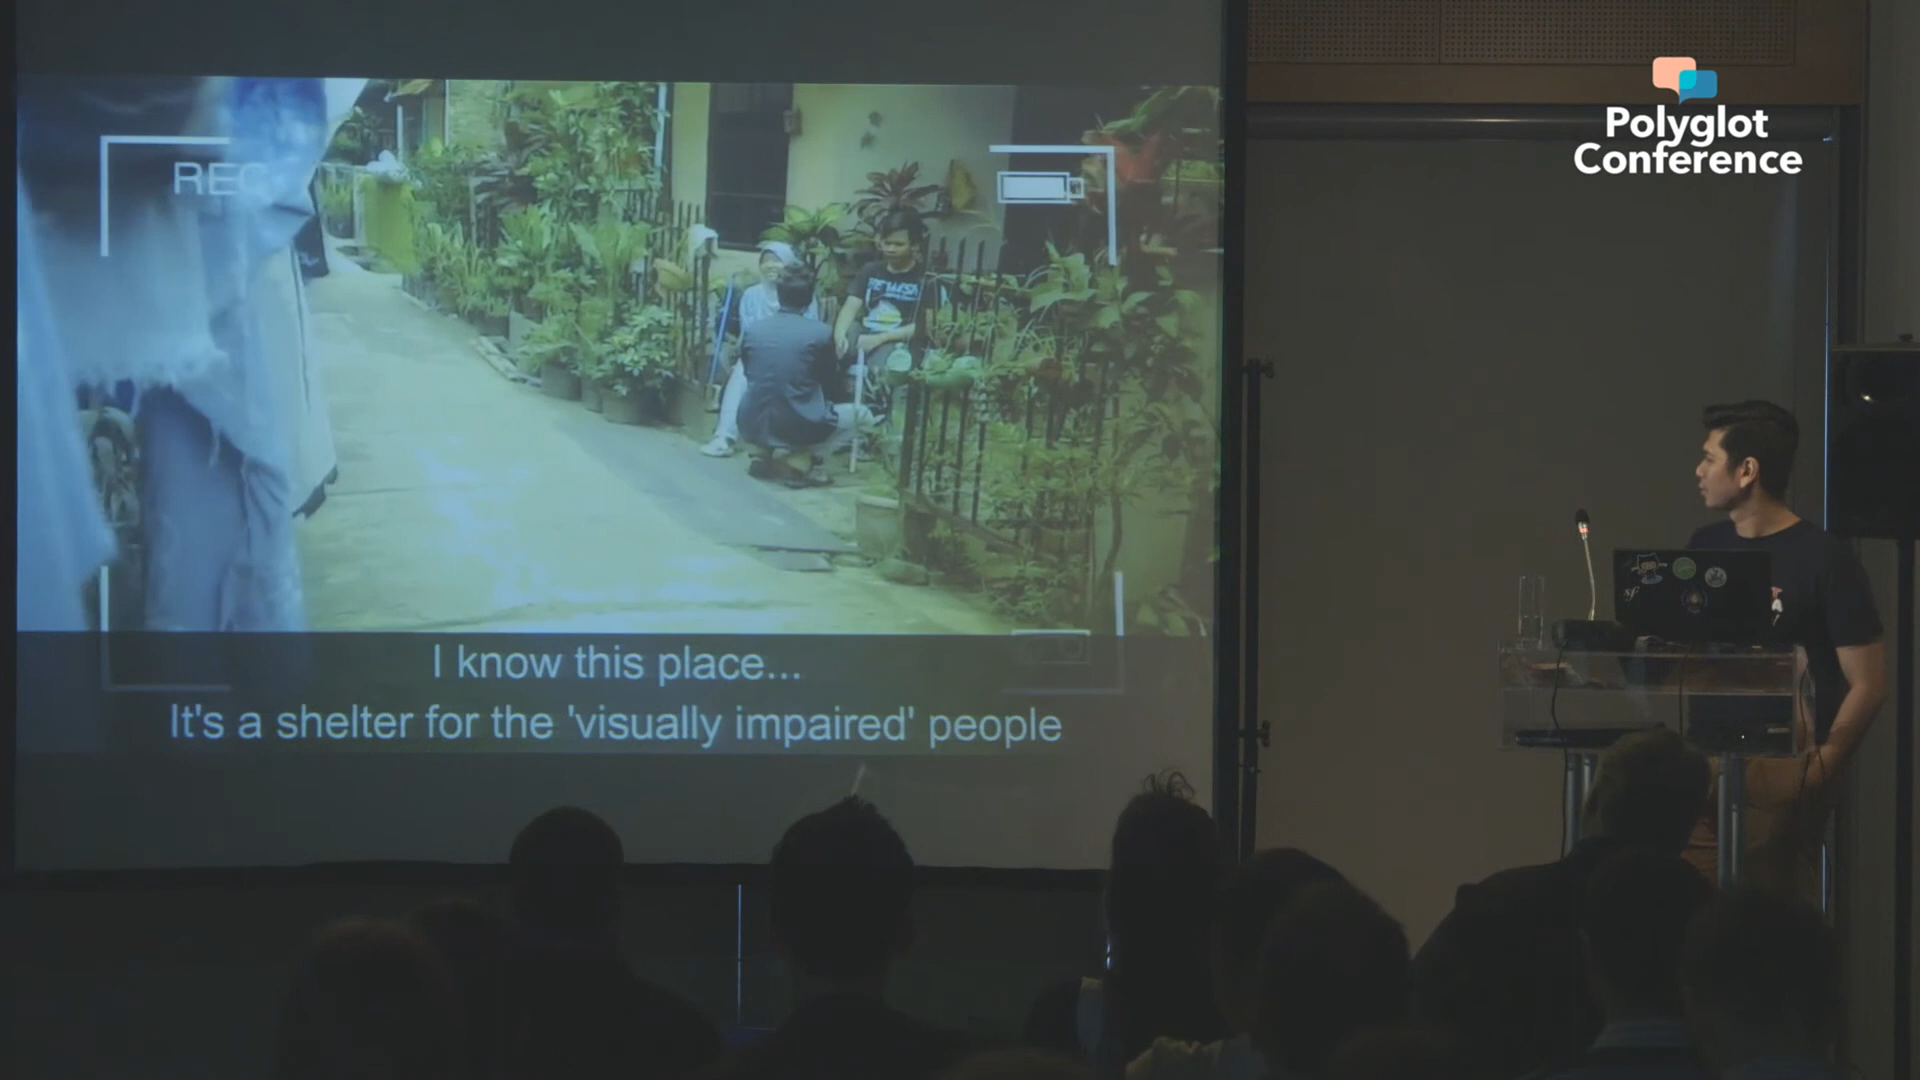 REC
Polyglot
Conference
I know this place...
It's a shelter for the 'visually impaired' people